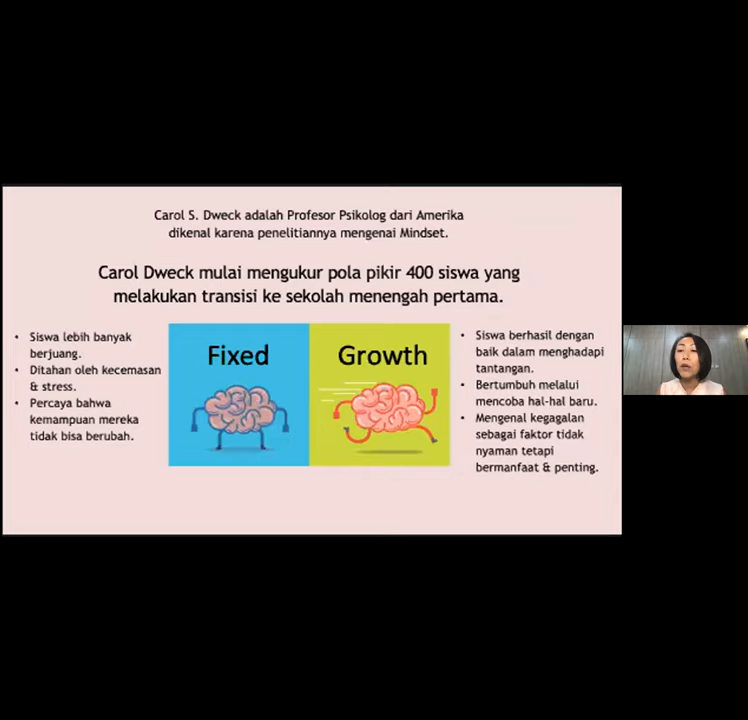 Carol S. Dweck adalah Profesor Psikolog dari Amerika
dikenal karena penelitiannya mengenai Mindset.
Carol Dweck mulai mengukur pola pikir 400 siswa yang
melakukan transisi ke sekolah menengah pertama.
• Siswa lebih banyak
berjuang.
• Ditahan oleh kecemasan
& stress.
• Percaya bahwa
kemampuan mereka
tidak bisa berubah.
Fixed
Growth
• Siswa berhasil dengan
baik dalam menghadapi
tantangan.
• Bertumbuh melalui
mencoba hal-hal baru.
• Mengenal kegagalan
sebagai faktor tidak
nyaman tetapi
bermanfaat & penting.